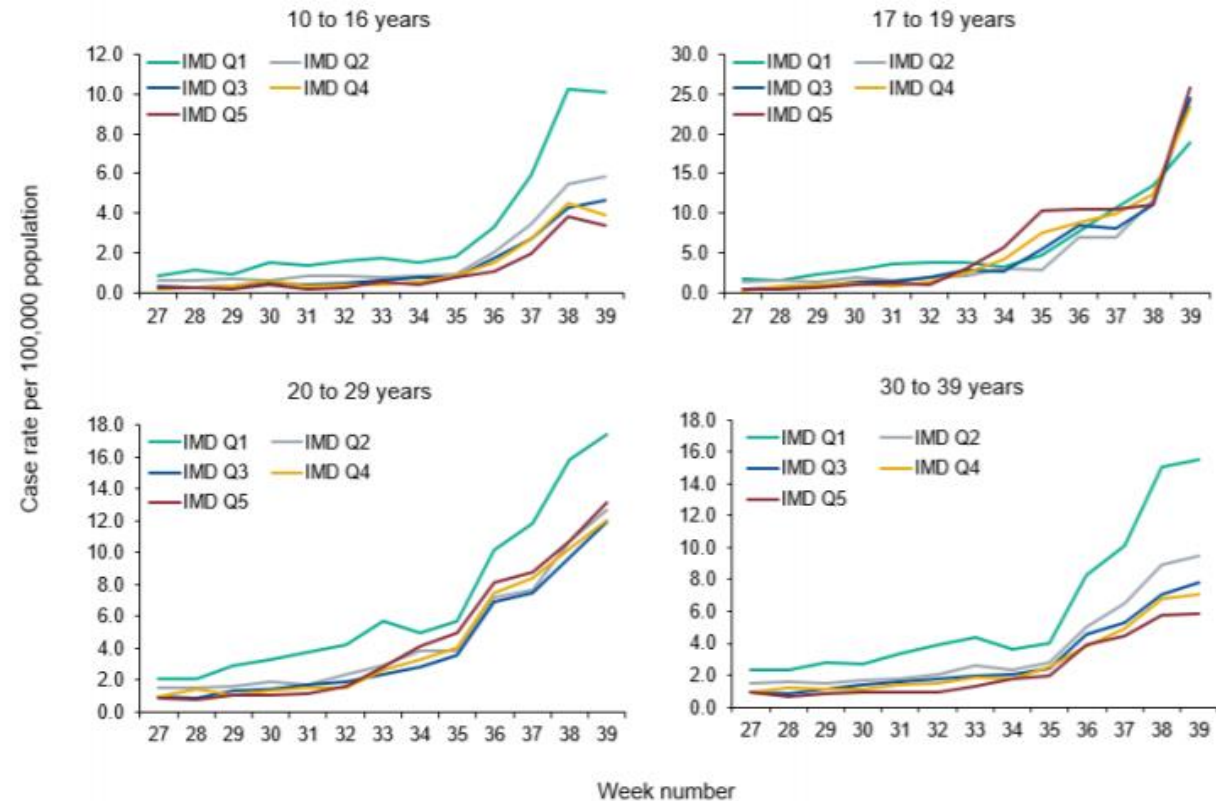 10 to 16 years
12.0
10.0
8.0
6.0
4.0
2.0
0.0
IMD Q1 IMD Q2
IMD Q3 IMD Q4
IMD Q5
27 28 29 30 31 32 33 34 35 36 37 38 39
17 to 19 years
30.0
25.0
20.0
15.0
10.0
5.0
0.0
IMD Q1 IMD Q2
IMD Q3 IMD Q4
IMD Q5
27 28 29 30 31 32 33 34 35 36 37 38 39
Case rate per 100,000 population
20 to 29 years
18.0
16.0
14.0
12.0
10.0
8.0
6.0
4.0
2.0
0.0
IMD Q1 IMD Q2
IMD Q3 IMD Q4
IMD Q5
27 28 29 30 31 32 33 34 35 36 37 38 39
30 to 39 years
18.0
16.0
14.0
12.0
10.0
8.0
6.0
4.0
2.0
0.0
IMD Q1 IMD Q2
IMD Q3 IMD Q4
IMD Q5
27 28 29 30 31 32 33 34 35 36 37 38 39
Week number